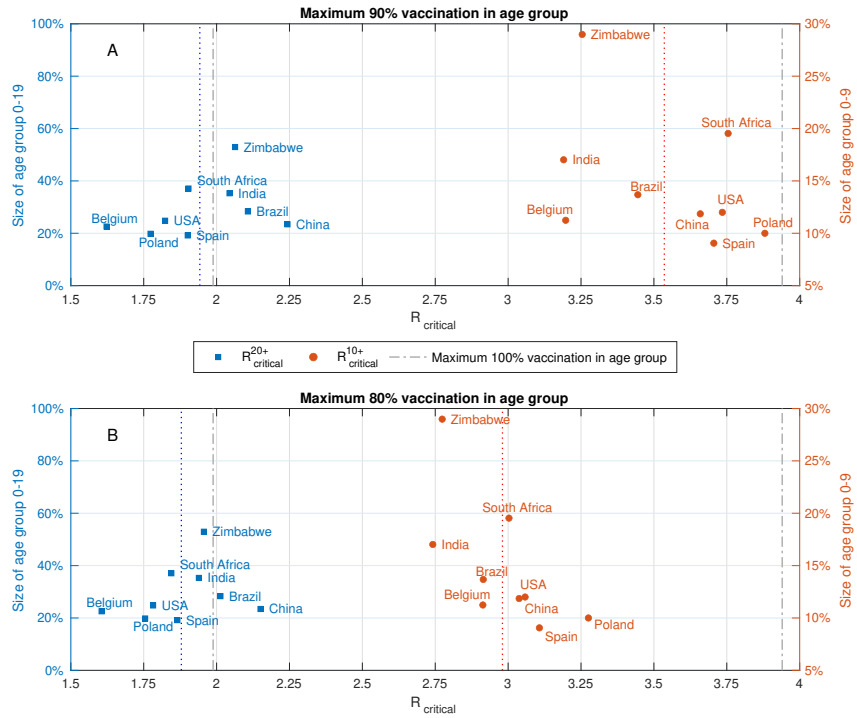 Maximum 90% vaccination in age group
A
100%
80%
60%
40%
20%
0%
Size of age group 0-19
30%
25%
20%
15%
10%
5%
Size of age group 0-9
Zimbabwe
South Africa
India
Brazil
China
Belgium
USA
Poland
Spain
Zimbabwe
South Africa
India
Brazil
Belgium
USA
China
Poland
Spain
1.5 1.75 2 2.25 2.5 2.75 3 3.25 3.5 3.75 4
R critical
R 20+ critical R 10+ critical Maximum 100% vaccination in age group
Maximum 80% vaccination in age group
B
100%
80%
60%
40%
20%
0%
Size of age group 0-19
30%
25%
20%
15%
10%
5%
Size of age group 0-9
Zimbabwe
South Africa
India
Brazil
China
Belgium
USA
Poland
Spain
Zimbabwe
South Africa
India
Brazil
Belgium
USA
China
Poland
Spain
1.5 1.75 2 2.25 2.5 2.75 3 3.25 3.5 3.75 4
R critical